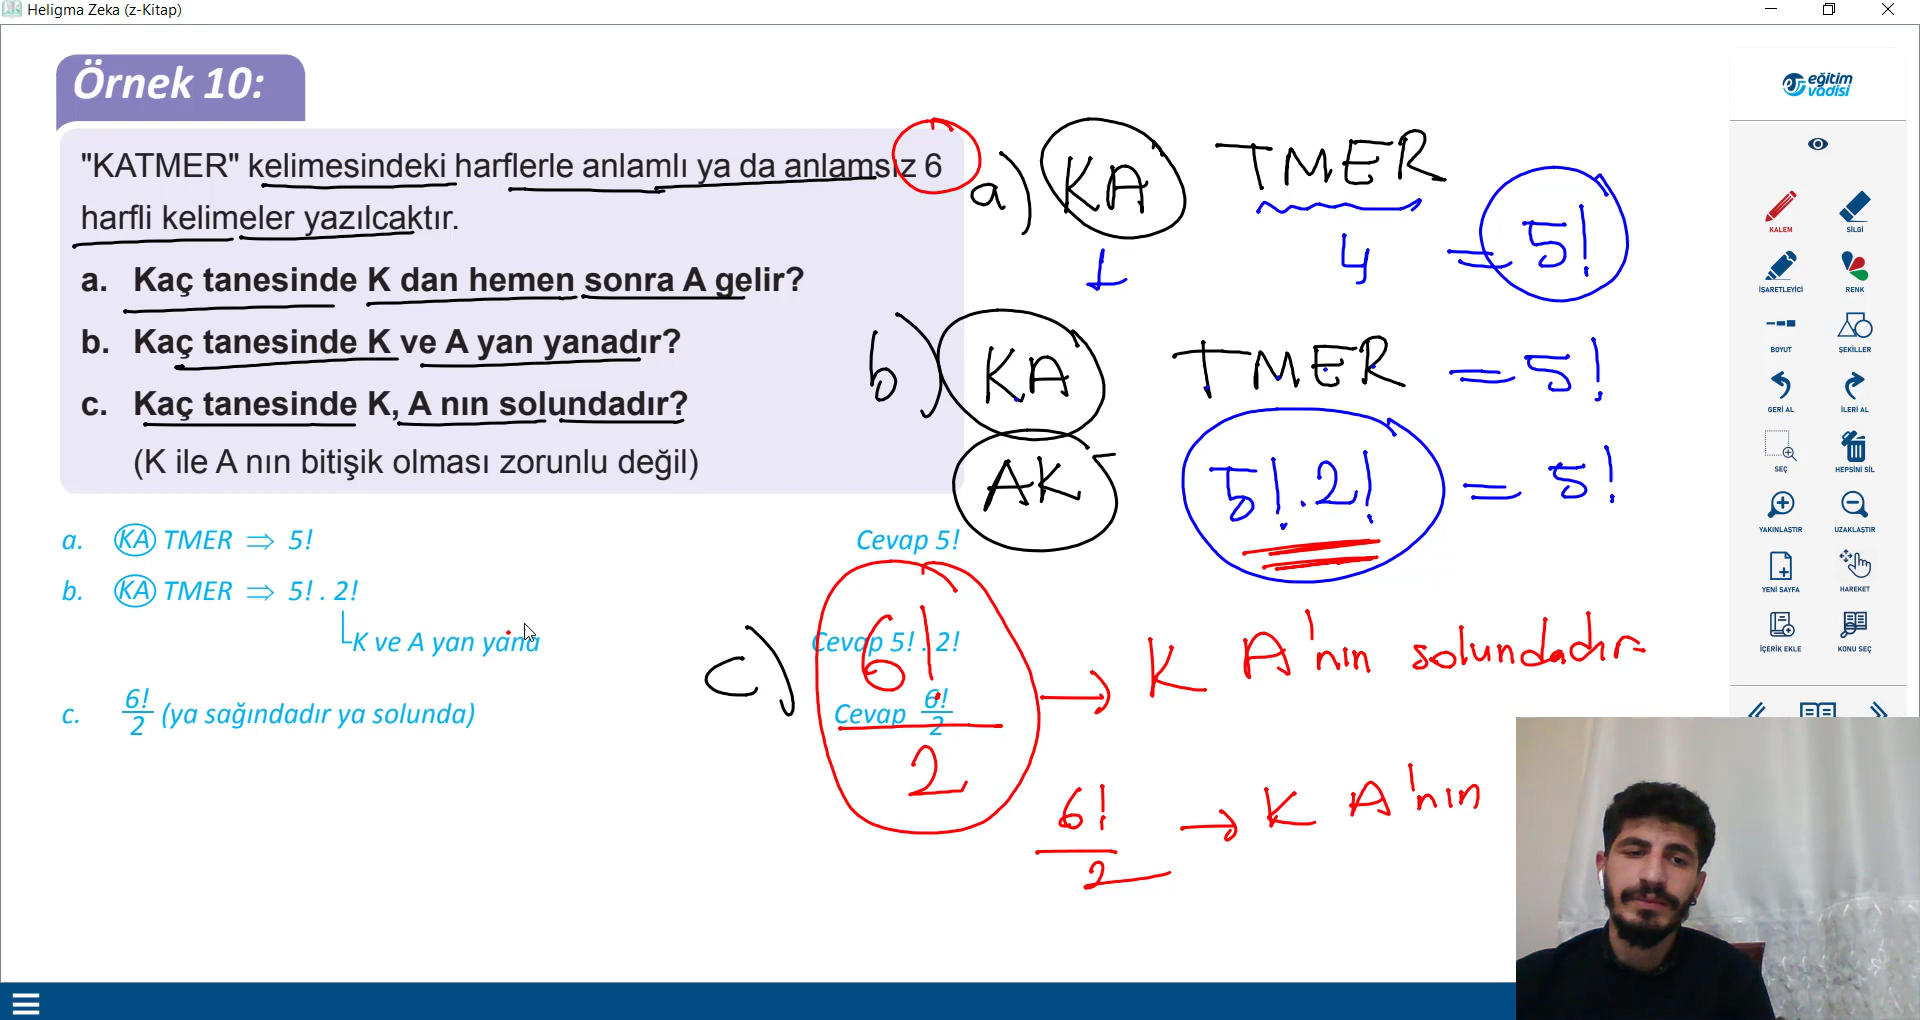 Heligma Zeka (z-Kitap)
Örnek 10:
"KATMER" kelimesindeki harflerle anlamlı ya da anlamsız 6
harfli kelimeler yazılcaktır.
a. Kaç tanesinde K dan hemen sonra A gelir?
b. Kaç tanesinde K ve A yan yanadır?
c. Kaç tanesinde K, A nın solundadır?
(K ile A nın bitişik olması zorunlu değil)
a. KA TMER ⇒ 5!
Cevap 5!
b. KA TMER ⇒ 5! . 2!
K ve A yan yana
Cevap 5! . 2!
c. 6!/2 (ya sağındadır ya solunda)
Cevap 6!/2
a) KA TMER
1 4 = 5!
b) KA TMER = 5!
AK 5!.2! = 5!
c) 6!/2 → K A'nın solundadır
6!/2 → K A'nın
eğitim
vadisi
KALEM SİLGİ
İŞARETLEYİCİ RENK
BOYUT ŞEKİLLER
GERİ AL İLERİ AL
SEÇ HEPSİNİ SİL
YAKINLAŞTIR UZAKLAŞTIR
YENİ SAYFA HAREKET
İÇERİK EKLE KONU SEÇ